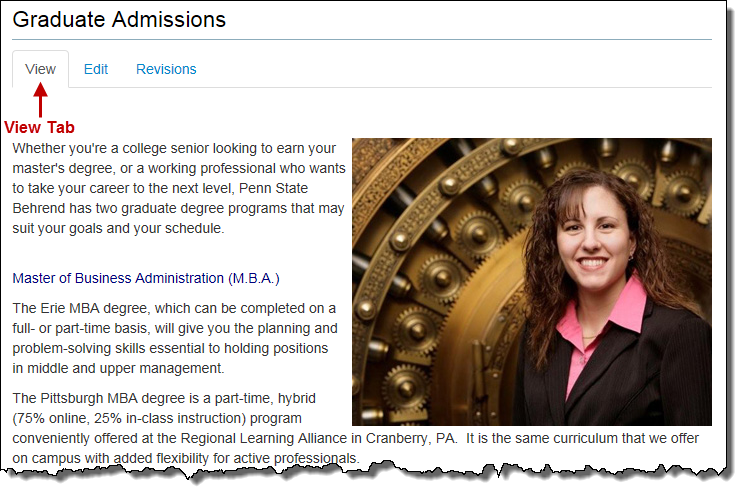 Graduate Admissions
View Edit Revisions
View Tab
Whether you're a college senior looking to earn your
master's degree, or a working professional who wants
to take your career to the next level, Penn State
Behrend has two graduate degree programs that may
suit your goals and your schedule.
Master of Business Administration (M.B.A.)
The Erie MBA degree, which can be completed on a
full- or part-time basis, will give you the planning and
problem-solving skills essential to holding positions
in middle and upper management.
The Pittsburgh MBA degree is a part-time, hybrid
(75% online, 25% in-class instruction) program
conveniently offered at the Regional Learning Alliance in Cranberry, PA.  It is the same curriculum that we offer
on campus with added flexibility for active professionals.